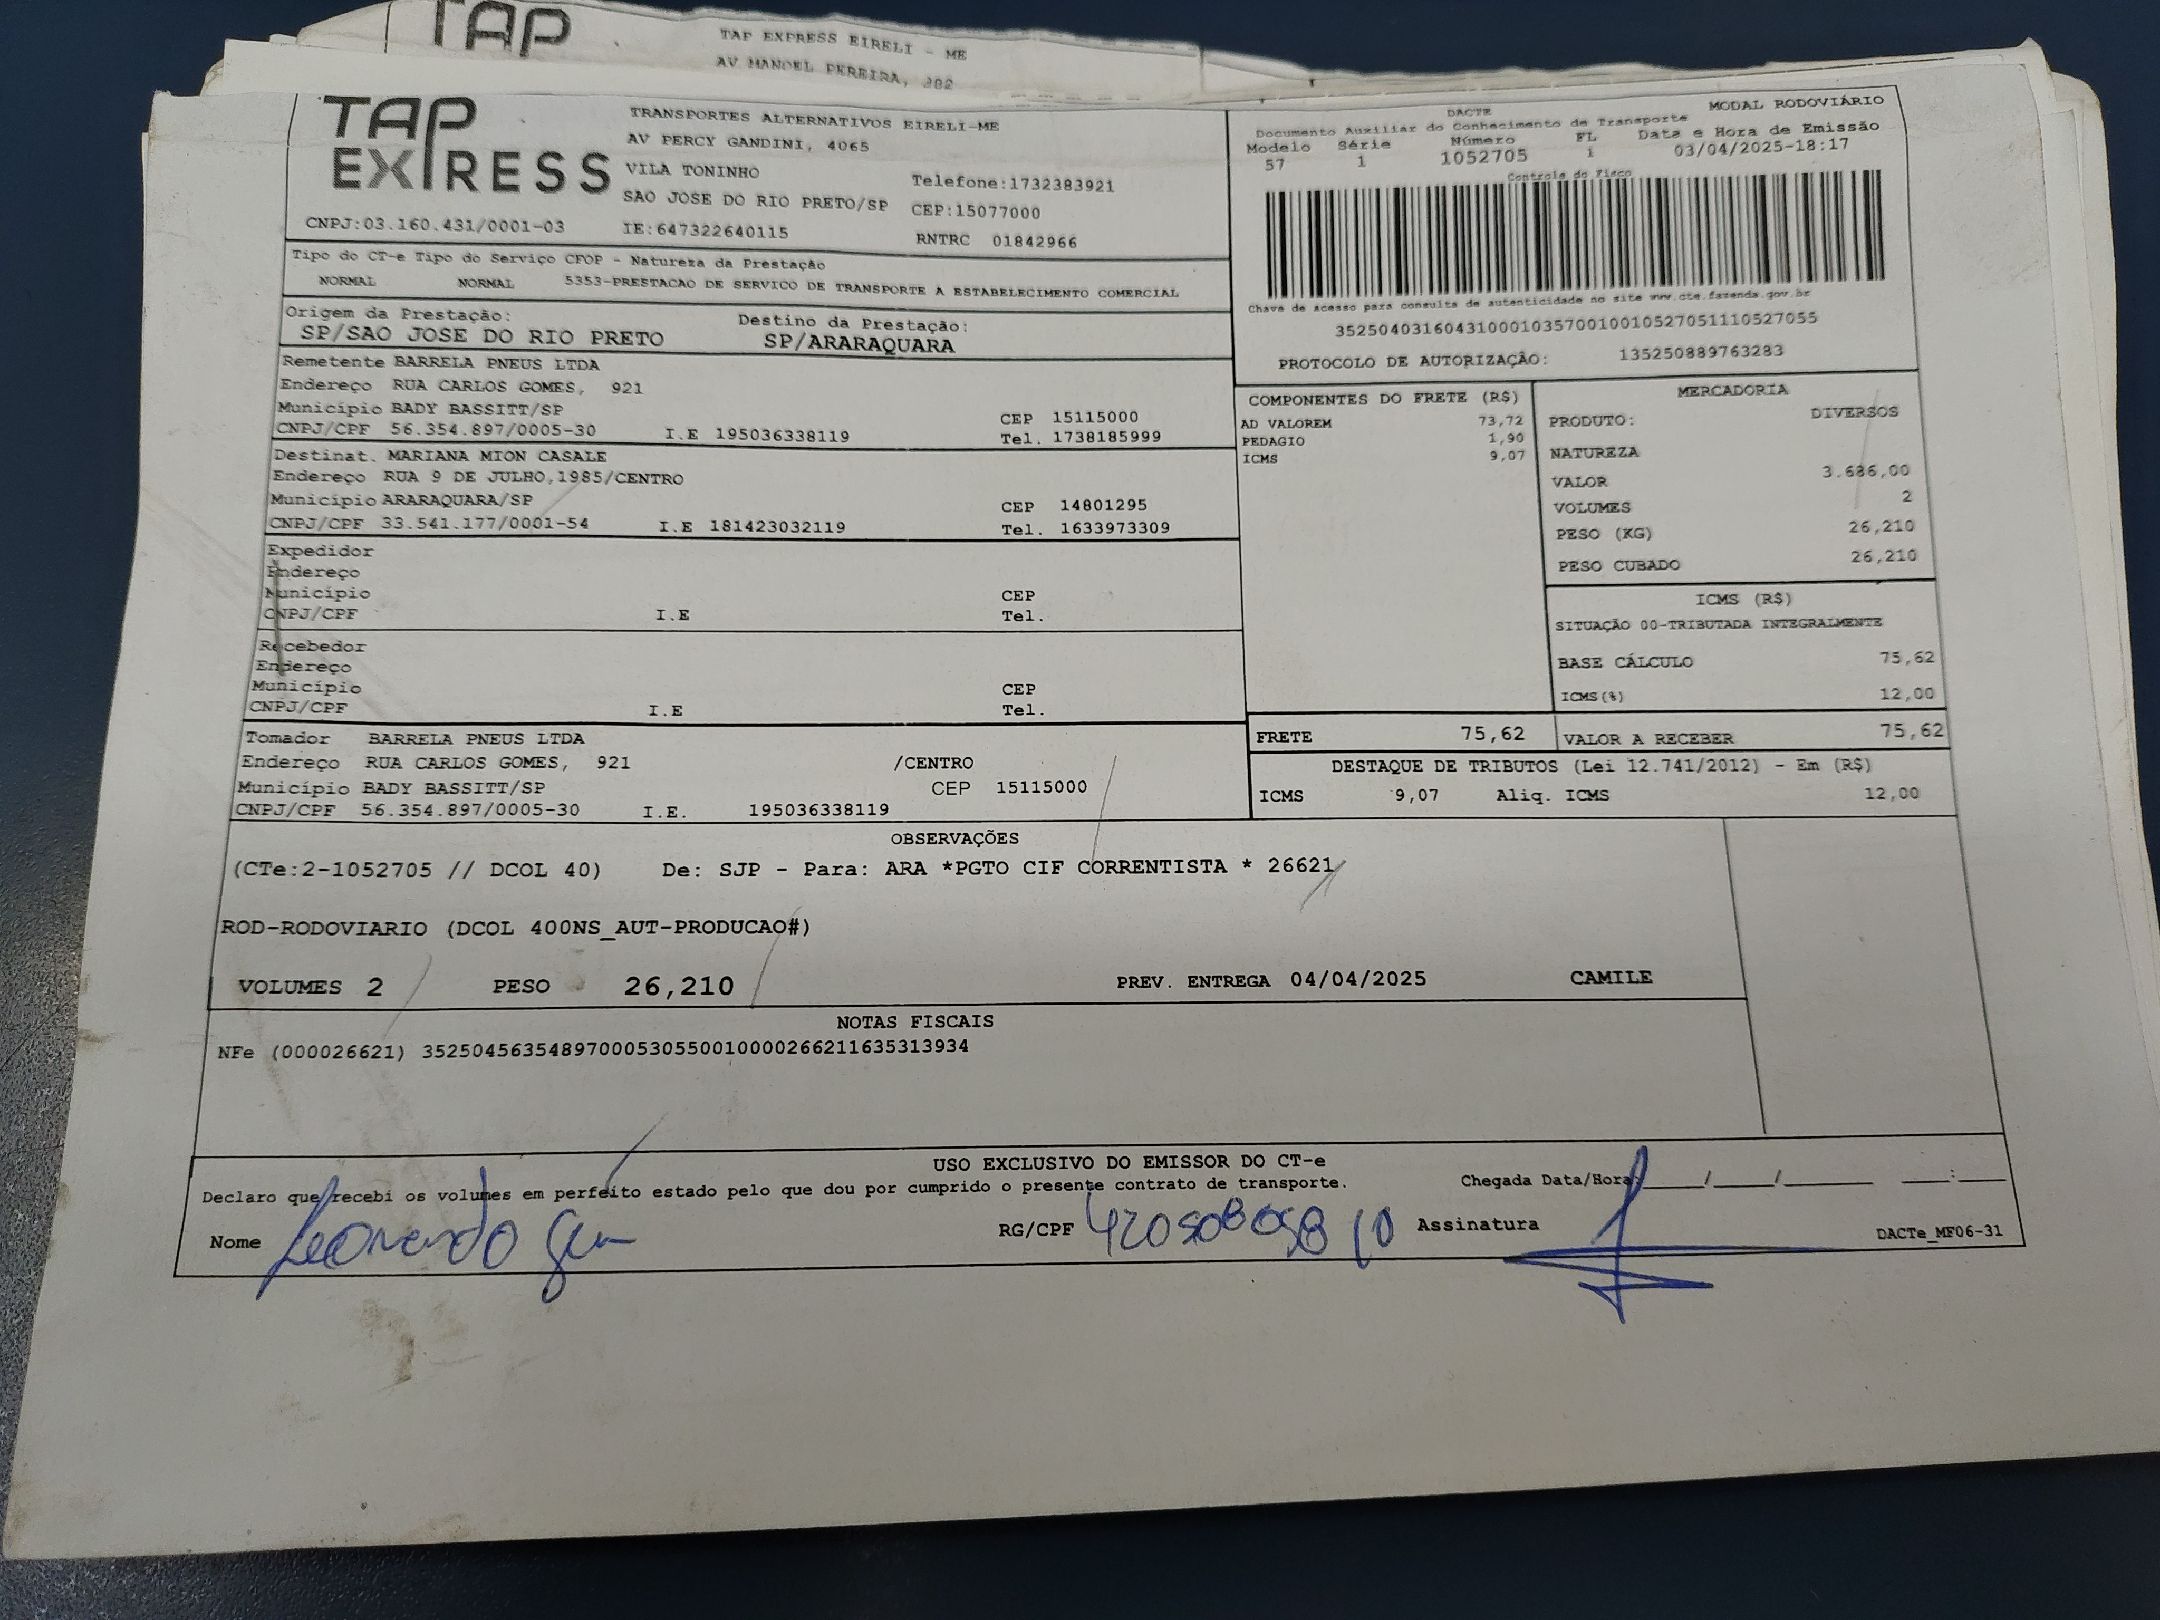 TAP
TAP EXPRESS EIRELI - ME
AV MANOEL PEREIRA,
TAP
EXPRESS
TRANSPORTES ALTERNATIVOS EIRELI-ME
AV PERCY GANDINI, 4065
VILA TONINHO
Telefone:1732383921
SAO JOSE DO RIO PRETO/SP CEP:15077000
CNPJ:03.160.431/0001-03 IE:647322640115 RNTRC 01842966
DACTE MODAL RODOVIÁRIO
Documento Auxiliar do Conhecimento de Transporte
Modelo Série Número FL Data e Hora de Emissão
57 1 1052705 1 03/04/2025-18:17
Controle do Fisco
Chave de acesso para consulta de autenticidade no site www.cte.fazenda.gov.br
35250403160431000103570010010527051110527055
PROTOCOLO DE AUTORIZAÇÃO: 135250889763283
Tipo do CT-e Tipo do Serviço CFOP - Natureza da Prestação
NORMAL NORMAL 5353-PRESTACAO DE SERVICO DE TRANSPORTE A ESTABELECIMENTO COMERCIAL
Origem da Prestação: Destino da Prestação:
SP/SAO JOSE DO RIO PRETO SP/ARARAQUARA
Remetente BARRELA PNEUS LTDA
Endereço RUA CARLOS GOMES, 921
Município BADY BASSITT/SP CEP 15115000
CNPJ/CPF 56.354.897/0005-30 I.E 195036338119 Tel. 1738185999
Destinat. MARIANA MION CASALE
Endereço RUA 9 DE JULHO,1985/CENTRO
Município ARARAQUARA/SP CEP 14801295
CNPJ/CPF 33.541.177/0001-54 I.E 181423032119 Tel. 1633973309
Expedidor
Endereço
Município CEP
CNPJ/CPF I.E Tel.
Recebedor
Endereço
Município CEP
CNPJ/CPF I.E Tel.
Tomador BARRELA PNEUS LTDA
Endereço RUA CARLOS GOMES, 921 /CENTRO
Município BADY BASSITT/SP CEP 15115000
CNPJ/CPF 56.354.897/0005-30 I.E. 195036338119
COMPONENTES DO FRETE (R$)
AD VALOREM 73,72
PEDAGIO 1,90
ICMS 9,07
MERCADORIA
PRODUTO: DIVERSOS
NATUREZA
VALOR 3.686,00
VOLUMES 2
PESO (KG) 26,210
PESO CUBADO 26,210
ICMS (R$)
SITUAÇÃO 00-TRIBUTADA INTEGRALMENTE
BASE CÁLCULO 75,62
ICMS(%) 12,00
FRETE 75,62 VALOR A RECEBER 75,62
DESTAQUE DE TRIBUTOS (Lei 12.741/2012) - Em (R$)
ICMS 9,07 Aliq. ICMS 12,00
OBSERVAÇÕES
(CTe:2-1052705 // DCOL 40) De: SJP - Para: ARA *PGTO CIF CORRENTISTA * 26621
ROD-RODOVIARIO (DCOL 400NS_AUT-PRODUCAO#)
VOLUMES 2 PESO 26,210 PREV. ENTREGA 04/04/2025 CAMILE
NOTAS FISCAIS
NFe (000026621) 35250456354897000530550010000266211635313934
USO EXCLUSIVO DO EMISSOR DO CT-e
Declaro que recebi os volumes em perfeito estado pelo que dou por cumprido o presente contrato de transporte. Chegada Data/Hora: ____/____/______ ___:___
Nome Leonardo RG/CPF Assinatura DACTe_MF06-31